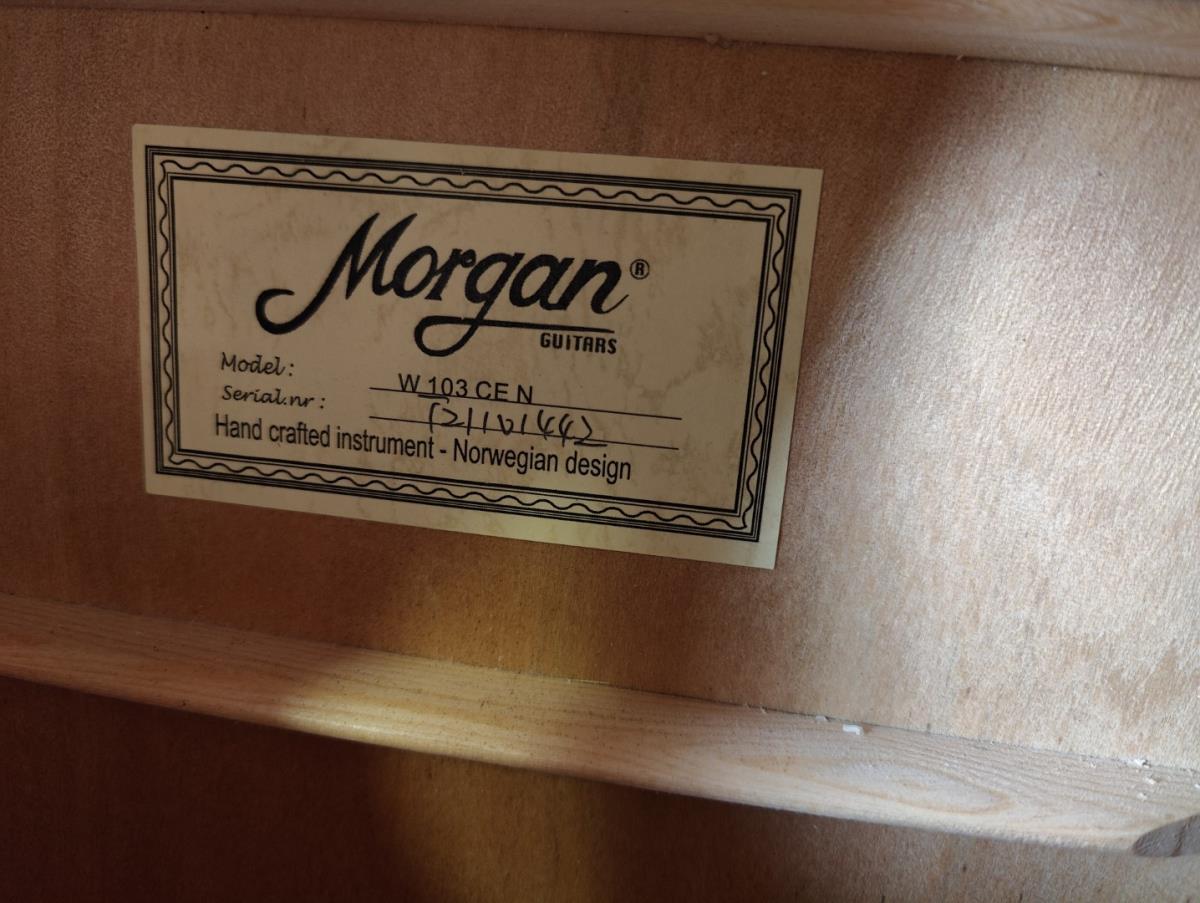 Morgan®
GUITARS
Model: W 103 CE N
Serial.nr:
Hand crafted instrument - Norwegian design